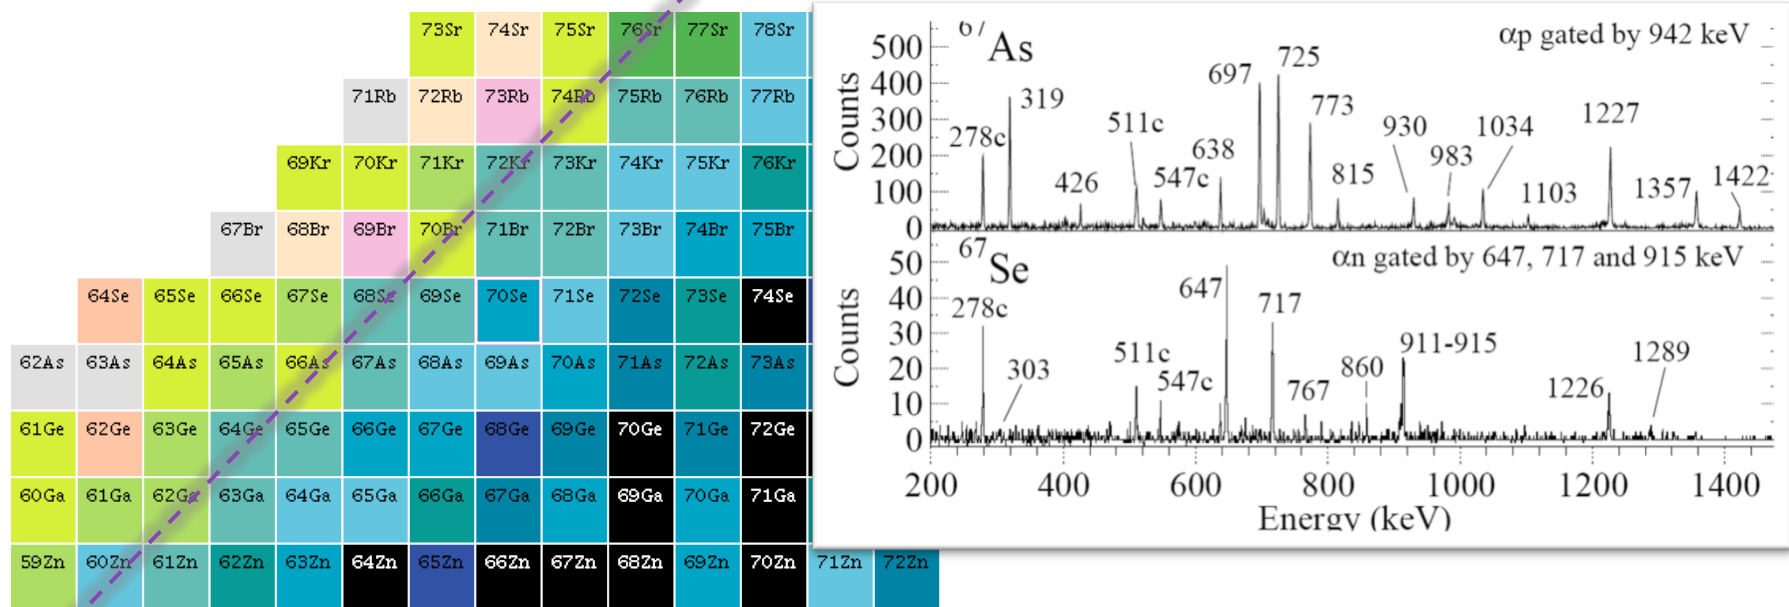 73Sr 74Sr 75Sr 76Sr 77Sr 78Sr
71Rb 72Rb 73Rb 74Rb 75Rb 76Rb 77Rb
69Kr 70Kr 71Kr 72Kr 73Kr 74Kr 75Kr 76Kr
67Br 68Br 69Br 70Br 71Br 72Br 73Br 74Br 75Br
64Se 65Se 66Se 67Se 68Se 69Se 70Se 71Se 72Se 73Se 74Se
62As 63As 64As 65As 66As 67As 68As 69As 70As 71As 72As 73As
61Ge 62Ge 63Ge 64Ge 65Ge 66Ge 67Ge 68Ge 69Ge 70Ge 71Ge 72Ge
60Ga 61Ga 62Ga 63Ga 64Ga 65Ga 66Ga 67Ga 68Ga 69Ga 70Ga 71Ga
59Zn 60Zn 61Zn 62Zn 63Zn 64Zn 65Zn 66Zn 67Zn 68Zn 69Zn 70Zn 71Zn 72Zn
67As
αp gated by 942 keV
Counts
500
400
300
200
100
0
278c 319 426 511c 547c 638 697 725 773 815 930 983 1034 1103 1227 1357 1422
67Se
αn gated by 647, 717 and 915 keV
Counts
50
40
30
20
10
0
278c 303 511c 547c 647 717 767 860 911-915 1226 1289
200 400 600 800 1000 1200 1400
Energy (keV)